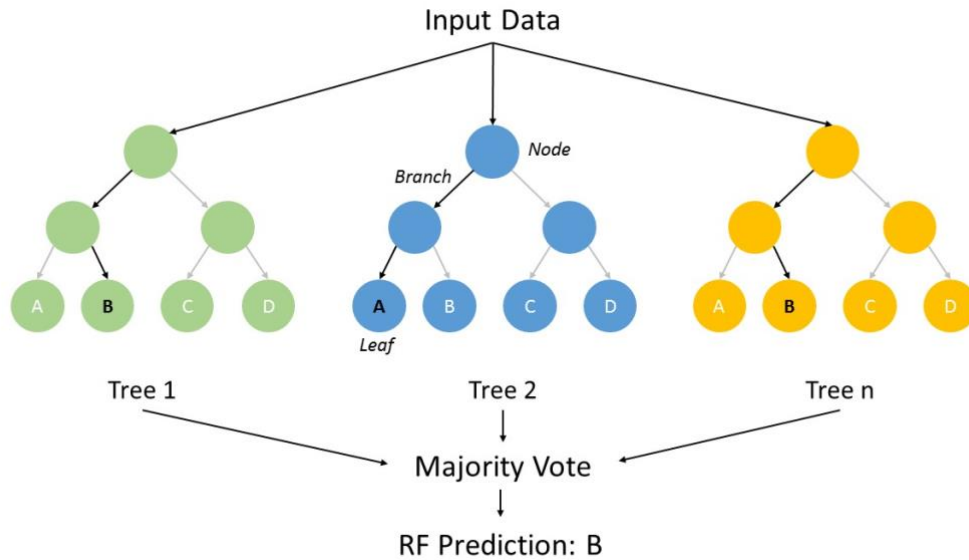 Input Data
Node
Branch
A B C D A B C D A B C D
Leaf
Tree 1 Tree 2 Tree n
Majority Vote
RF Prediction: B